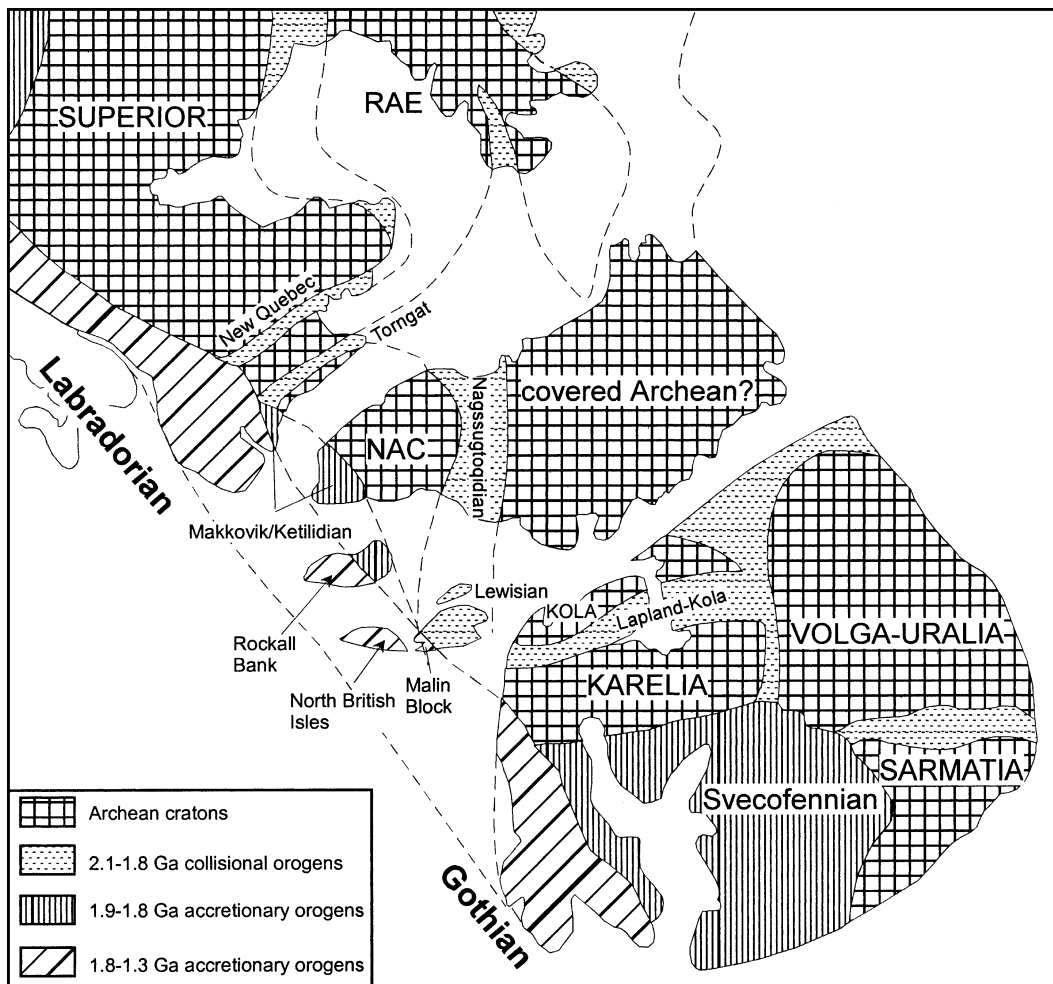 SUPERIOR
RAE
New Quebec
Torngat
Labradorian
NAC
Nagssugtoqidian
covered Archean?
Makkovik/Ketilidian
Lewisian
KOLA
Lapland-Kola
VOLGA-URALIA
Rockall
Bank
North British
Isles
Malin
Block
KARELIA
SARMATIA
Svecofennian
Gothian
Archean cratons
2.1-1.8 Ga collisional orogens
1.9-1.8 Ga accretionary orogens
1.8-1.3 Ga accretionary orogens